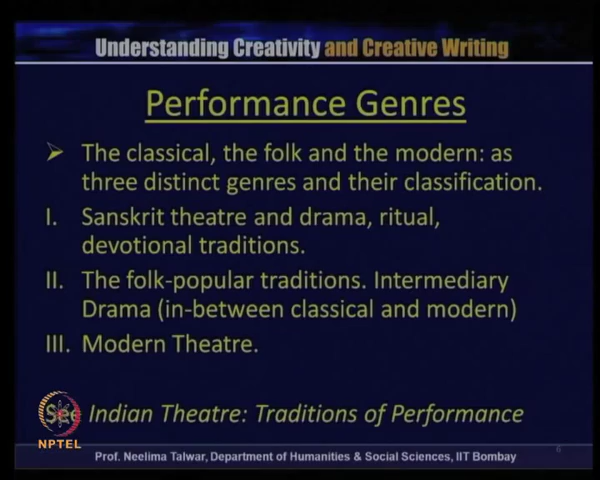 Understanding Creativity and Creative Writing
Performance Genres
➢ The classical, the folk and the modern: as
three distinct genres and their classification.
I. Sanskrit theatre and drama, ritual,
devotional traditions.
II. The folk-popular traditions. Intermediary
Drama (in-between classical and modern)
III. Modern Theatre.
See Indian Theatre: Traditions of Performance
NPTEL
Prof. Neelima Talwar, Department of Humanities & Social Sciences, IIT Bombay
6